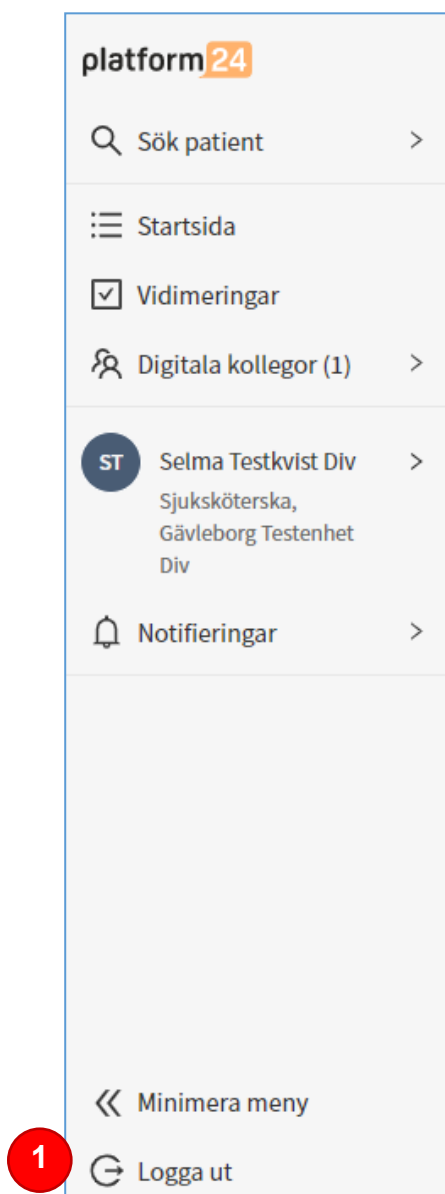 platform24
Sök patient
Startsida
Vidimeringar
Digitala kollegor (1)
ST
Selma Testkvist Div
Sjuksköterska,
Gävleborg Testenhet
Div
Notifieringar
Minimera meny
1
Logga ut